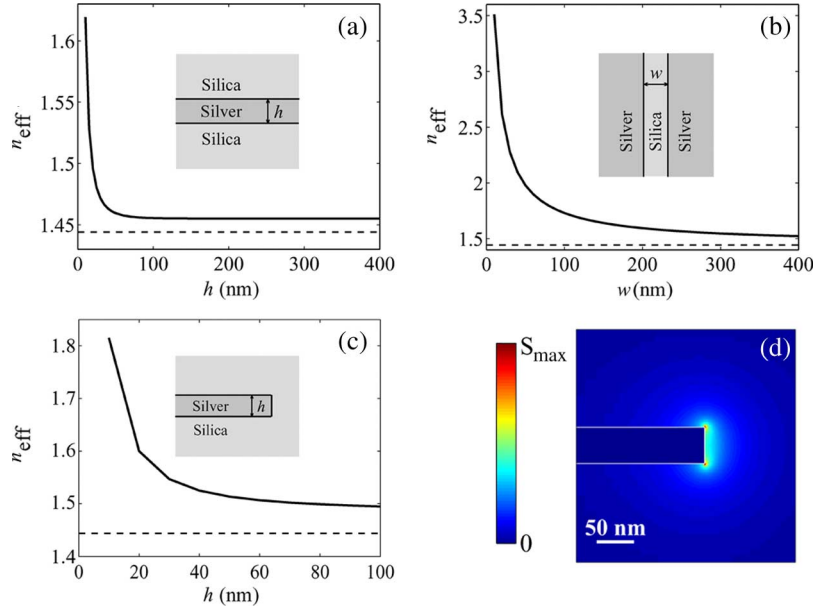 (a)
n_eff
1.6
1.55
1.5
1.45
Silica
Silver
h
Silica
0 100 200 300 400
h (nm)
(b)
n_eff
3.5
3
2.5
2
1.5
w
Silver
Silica
Silver
0 100 200 300 400
w(nm)
(c)
n_eff
1.8
1.7
1.6
1.5
1.4
Silver
h
Silica
0 20 40 60 80 100
h (nm)
(d)
S_max
0
50 nm